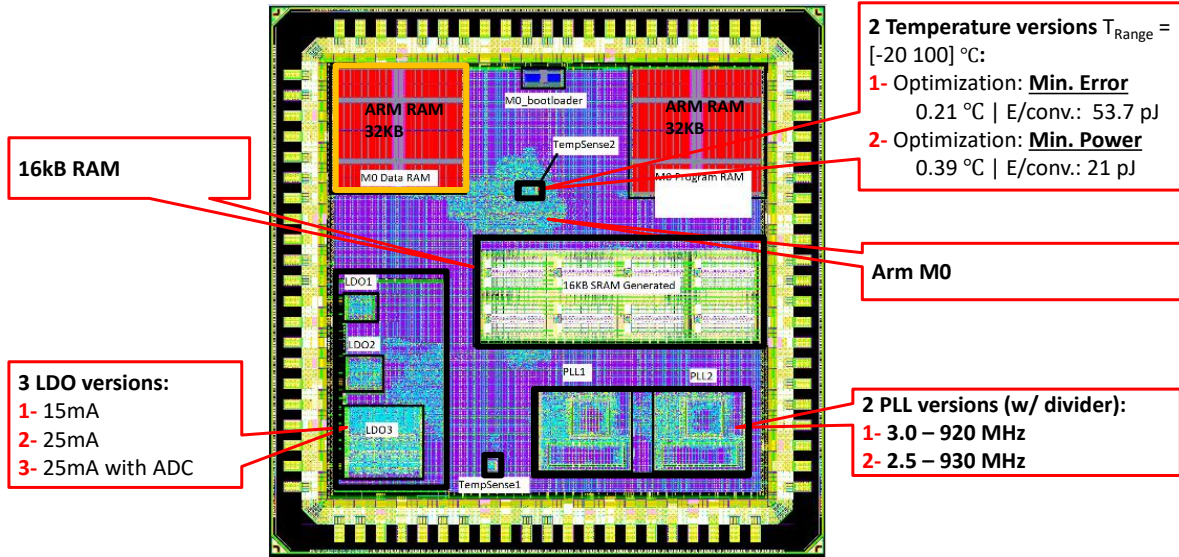 2 Temperature versions T_Range =
[-20 100] °C:
1- Optimization: Min. Error
0.21 °C | E/conv.: 53.7 pJ
2- Optimization: Min. Power
0.39 °C | E/conv.: 21 pJ
ARM RAM
32KB
M0 Data RAM
M0_bootloader
ARM RAM
32KB
M0 Program RAM
TempSense2
16kB RAM
Arm M0
16KB SRAM Generated
LDO1
LDO2
LDO3
3 LDO versions:
1- 15mA
2- 25mA
3- 25mA with ADC
PLL1
PLL2
TempSense1
2 PLL versions (w/ divider):
1- 3.0 – 920 MHz
2- 2.5 – 930 MHz